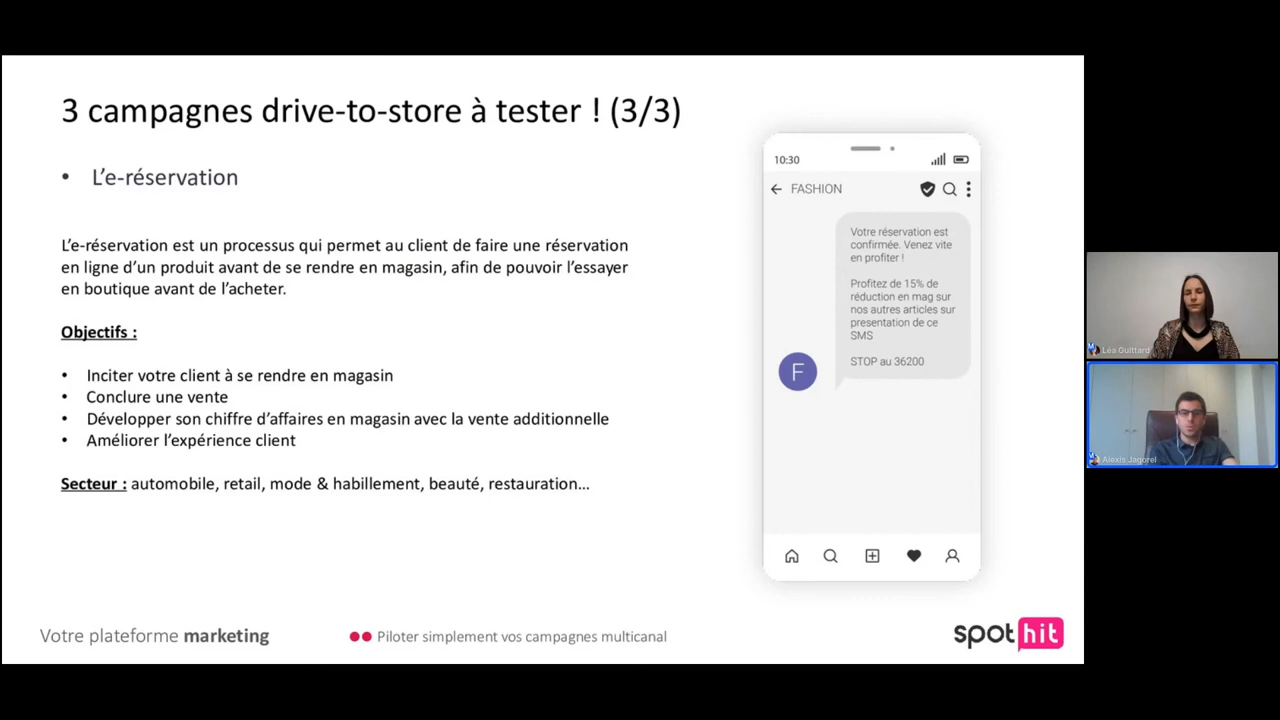 3 campagnes drive-to-store à tester ! (3/3)
• L’e-réservation
L’e-réservation est un processus qui permet au client de faire une réservation
en ligne d’un produit avant de se rendre en magasin, afin de pouvoir l’essayer
en boutique avant de l’acheter.
Objectifs :
• Inciter votre client à se rendre en magasin
• Conclure une vente
• Développer son chiffre d’affaires en magasin avec la vente additionnelle
• Améliorer l’expérience client
Secteur : automobile, retail, mode & habillement, beauté, restauration...
10:30
FASHION
Votre réservation est
confirmée. Venez vite
en profiter !
Profitez de 15% de
réduction en mag sur
nos autres articles sur
presentation de ce
SMS
STOP au 36200
F
Votre plateforme marketing
Piloter simplement vos campagnes multicanal
spot hit
Léa Guittard
Alexis Jagorel